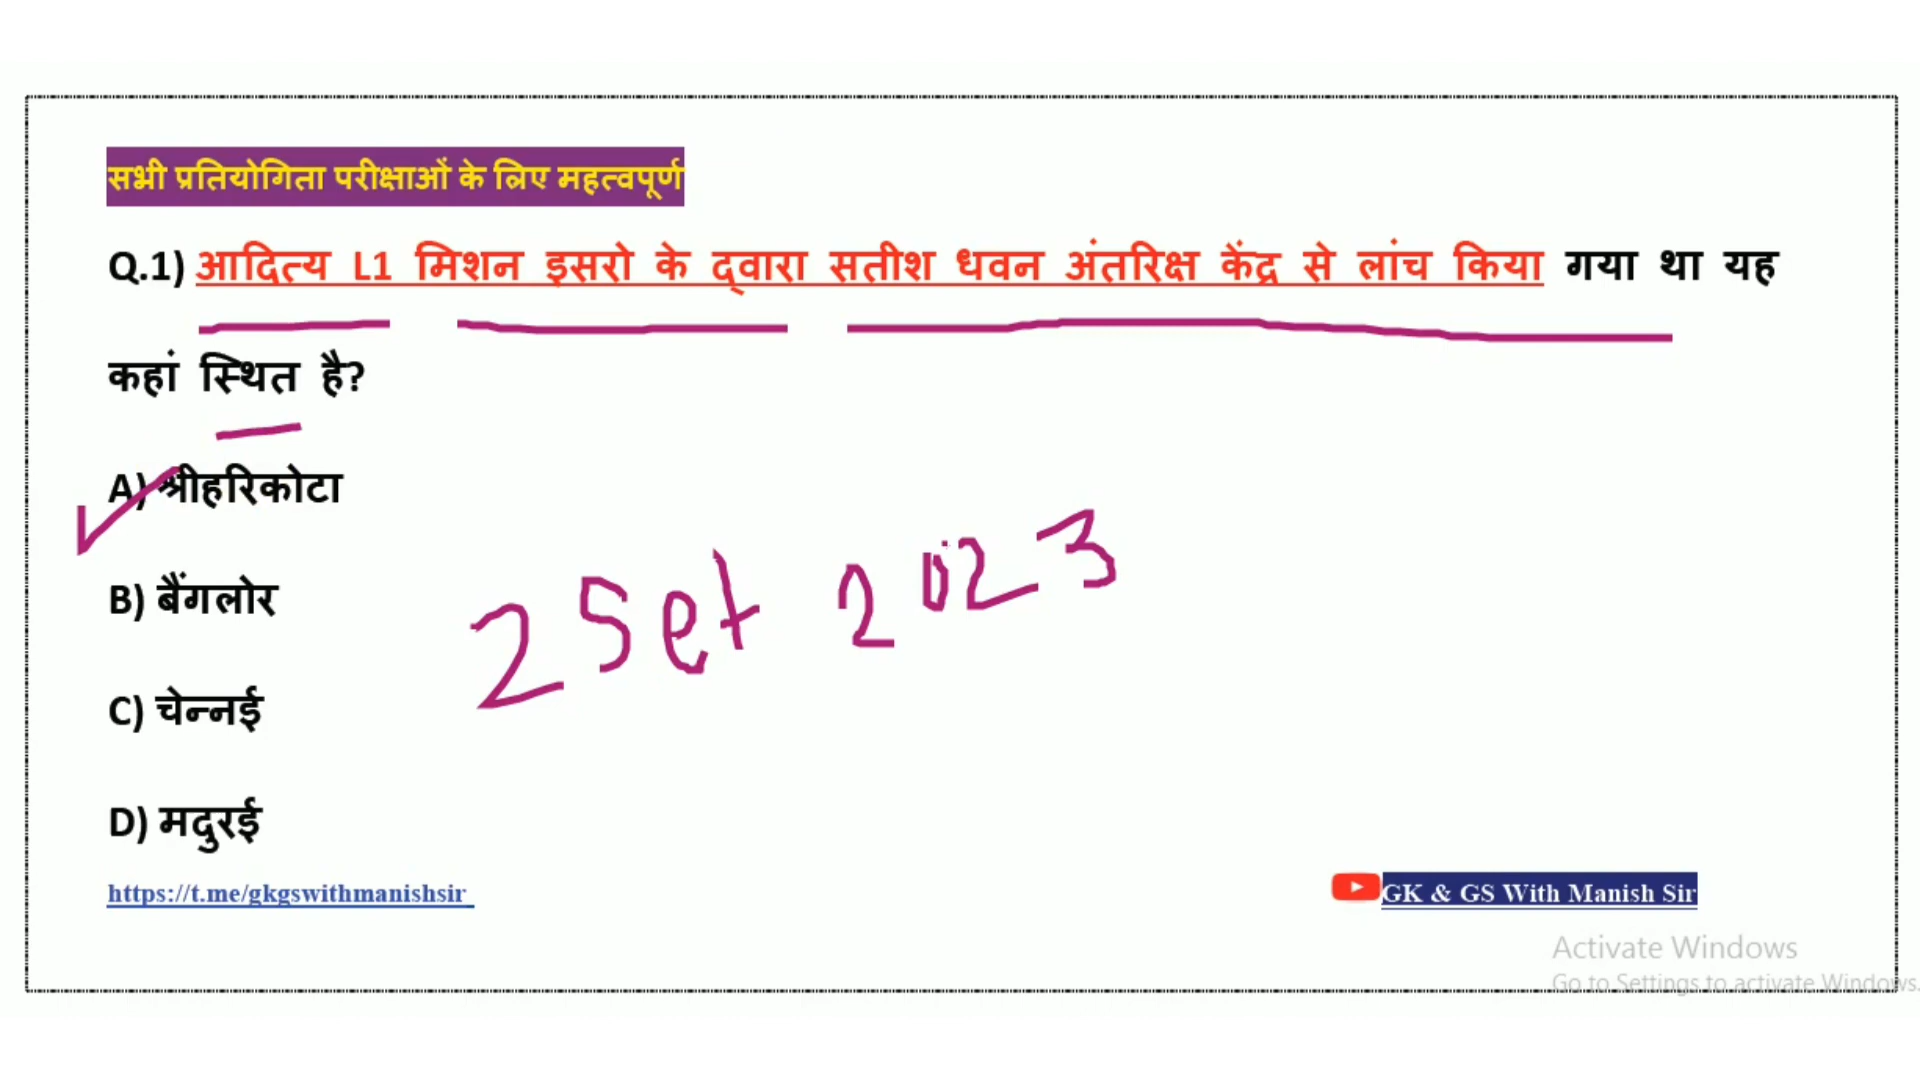 सभी प्रतियोगिता परीक्षाओं के लिए महत्वपूर्ण
Q.1) आदित्य L1 मिशन इसरो के द्वारा सतीश धवन अंतरिक्ष केंद्र से लांच किया गया था यह
कहां स्थित है?
A) श्रीहरिकोटा
B) बैंगलोर
2 Set 2023
C) चेन्नई
D) मदुरई
https://t.me/gkgswithmanishsir
GK & GS With Manish Sir
Activate Windows
Go to Settings to activate Windows.